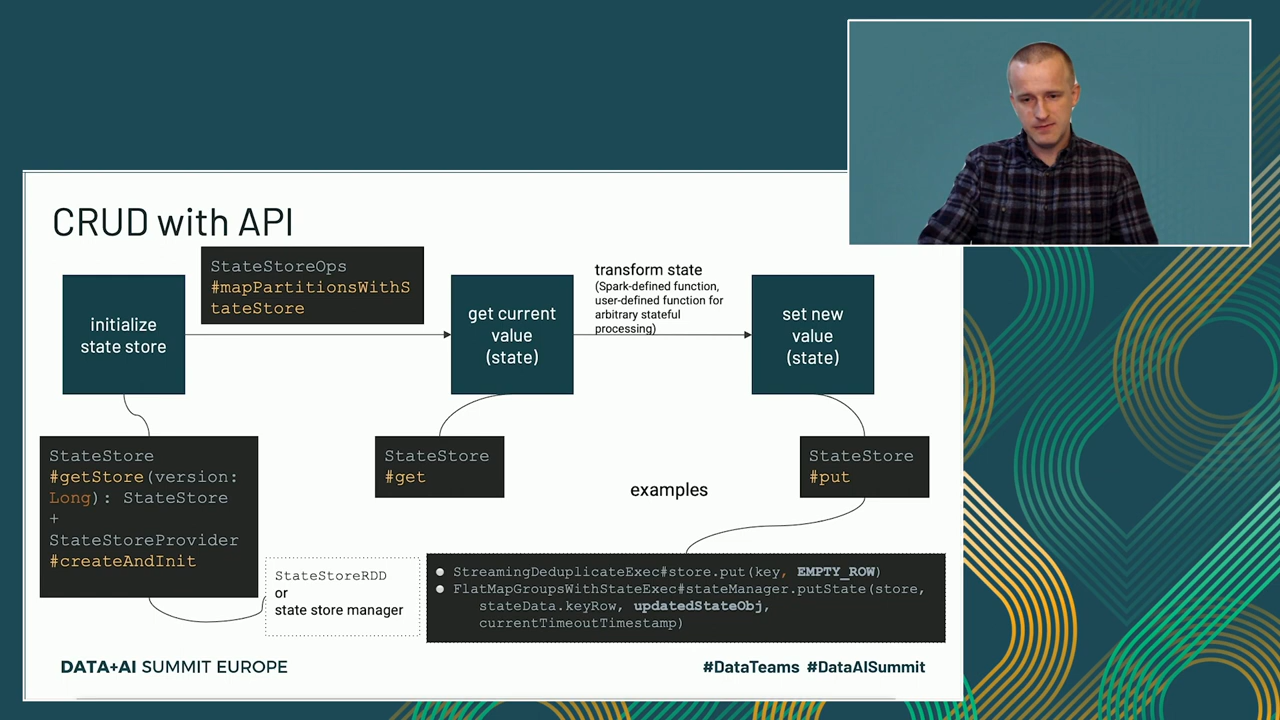 CRUD with API
initialize
state store
StateStoreOps
#mapPartitionsWithS
tateStore
get current
value
(state)
transform state
(Spark-defined function,
user-defined function for
arbitrary stateful
processing)
set new
value
(state)
StateStore
#getStore(version:
Long): StateStore
+
StateStoreProvider
#createAndInit
StateStore
#get
StateStore
#put
examples
StateStoreRDD
or
state store manager
● StreamingDeduplicateExec#store.put(key, EMPTY_ROW)
● FlatMapGroupsWithStateExec#stateManager.putState(store,
stateData.keyRow, updatedStateObj,
currentTimeoutTimestamp)
DATA+AI SUMMIT EUROPE
#DataTeams #DataAISummit